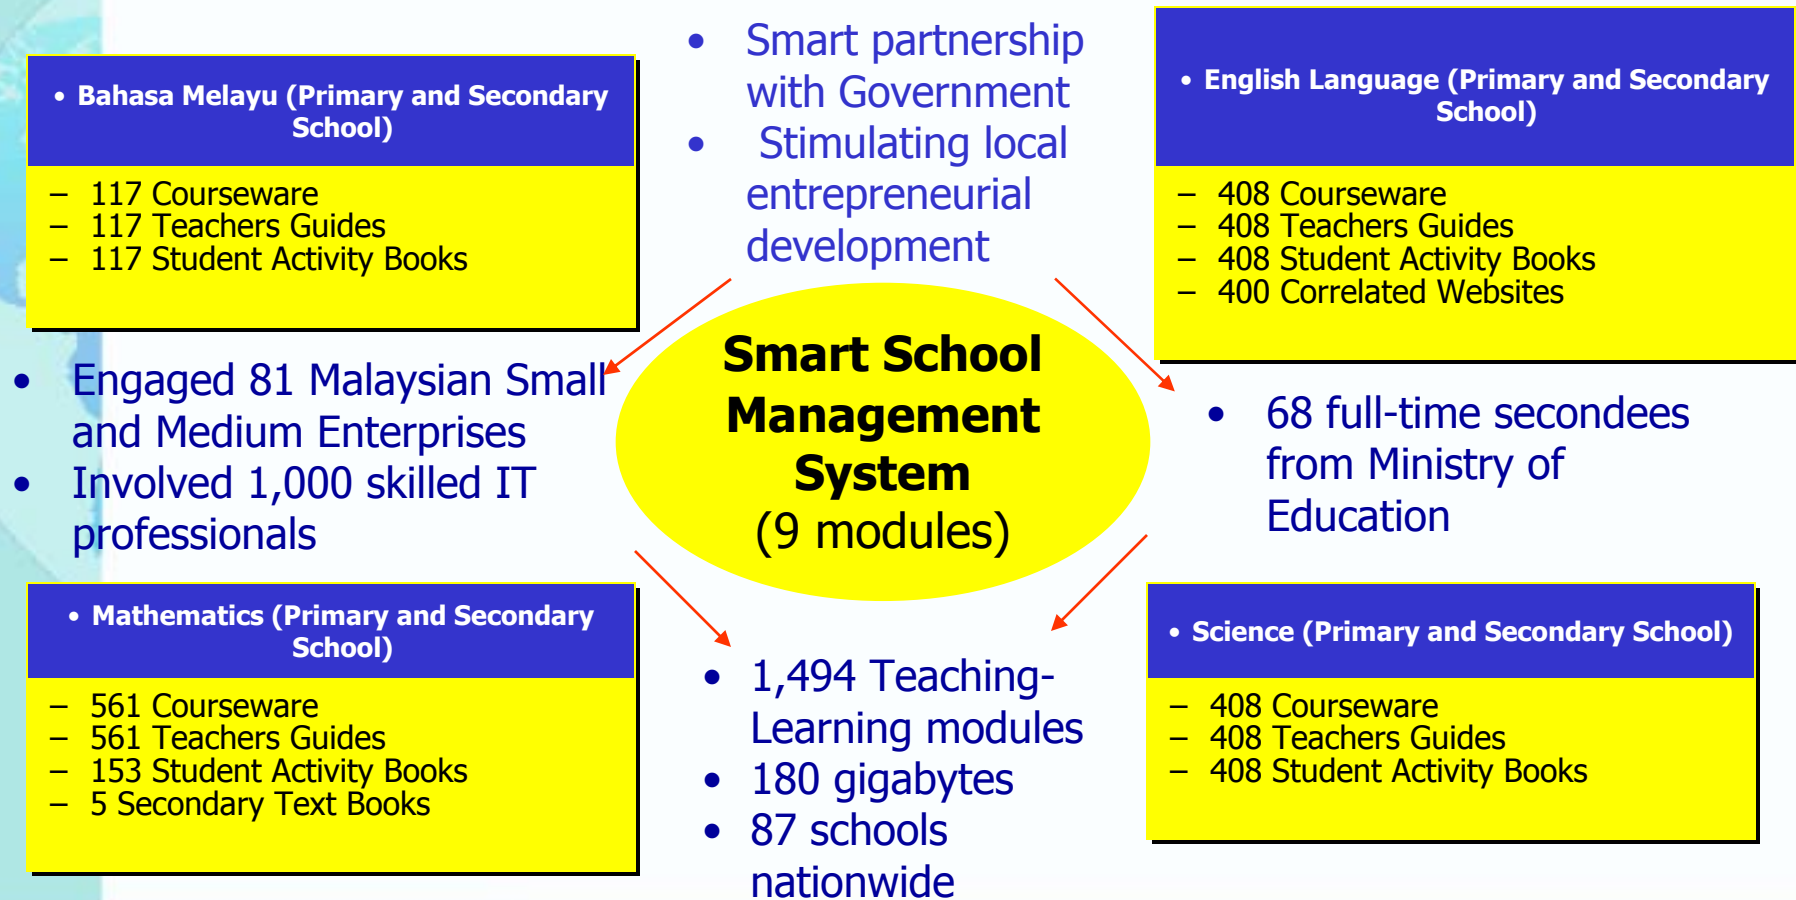 • Bahasa Melayu (Primary and Secondary
School)
– 117 Courseware
– 117 Teachers Guides
– 117 Student Activity Books
• Smart partnership
with Government
• Stimulating local
entrepreneurial
development
• English Language (Primary and Secondary
School)
– 408 Courseware
– 408 Teachers Guides
– 408 Student Activity Books
– 400 Correlated Websites
• Engaged 81 Malaysian Small
and Medium Enterprises
• Involved 1,000 skilled IT
professionals
Smart School
Management
System
(9 modules)
• 68 full-time secondees
from Ministry of
Education
• Mathematics (Primary and Secondary
School)
– 561 Courseware
– 561 Teachers Guides
– 153 Student Activity Books
– 5 Secondary Text Books
• 1,494 Teaching-
Learning modules
• 180 gigabytes
• 87 schools
nationwide
• Science (Primary and Secondary School)
– 408 Courseware
– 408 Teachers Guides
– 408 Student Activity Books